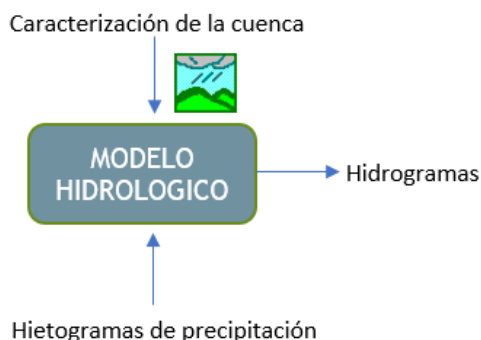 Caracterización de la cuenca
MODELO
HIDROLOGICO
Hidrogramas
Hietogramas de precipitación